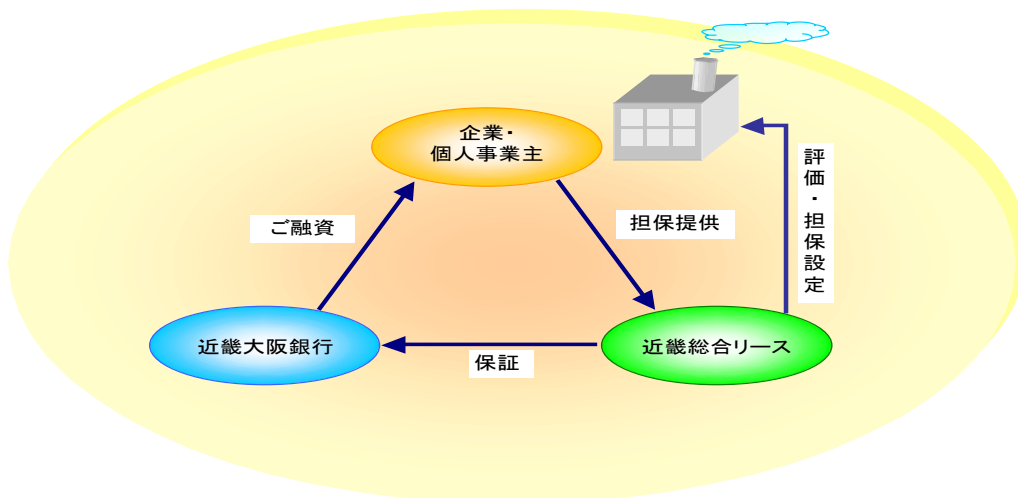 企業・
個人事業主
ご融資
担保提供
評価・担保設定
近畿大阪銀行
近畿総合リース
保証